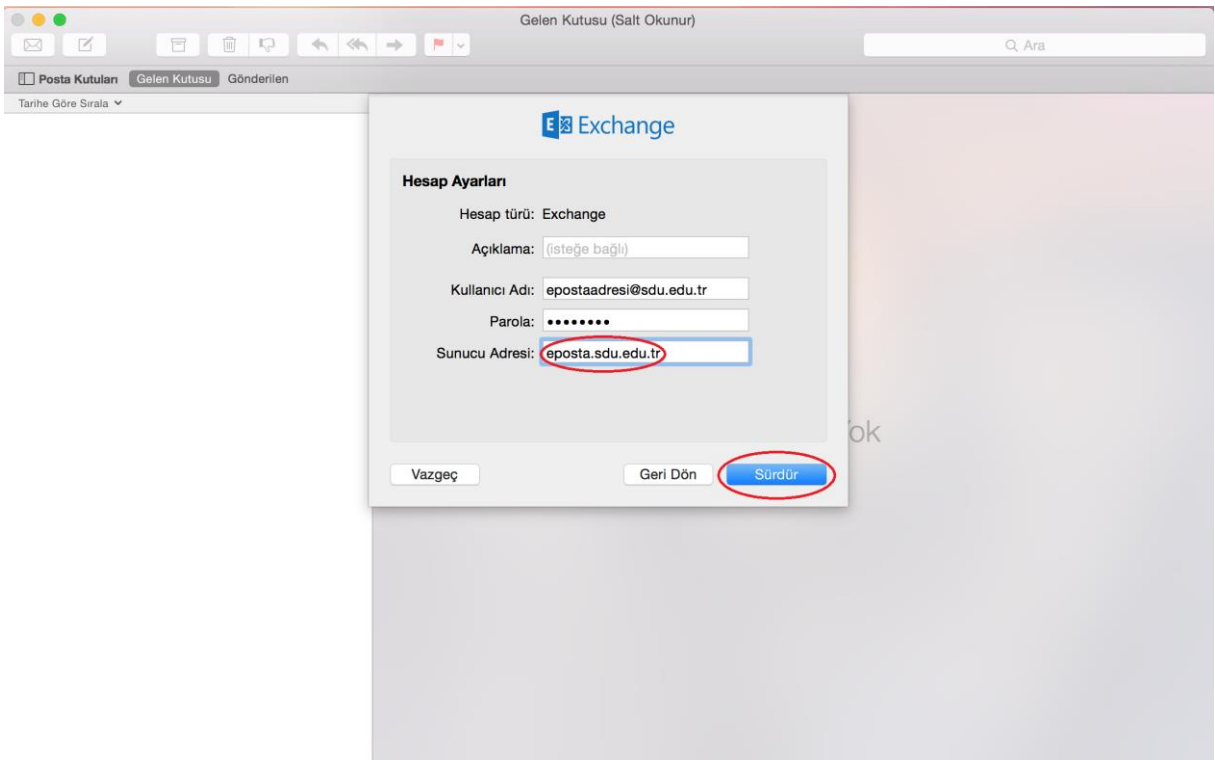 Gelen Kutusu (Salt Okunur)
Ara
Posta Kutuları Gelen Kutusu Gönderilen
Tarihe Göre Sırala
E Exchange
Hesap Ayarları
Hesap türü: Exchange
Açıklama: (isteğe bağlı)
Kullanıcı Adı: epostaadresi@sdu.edu.tr
Parola: ••••••••
Sunucu Adresi: eposta.sdu.edu.tr
Vazgeç Geri Dön Sürdür